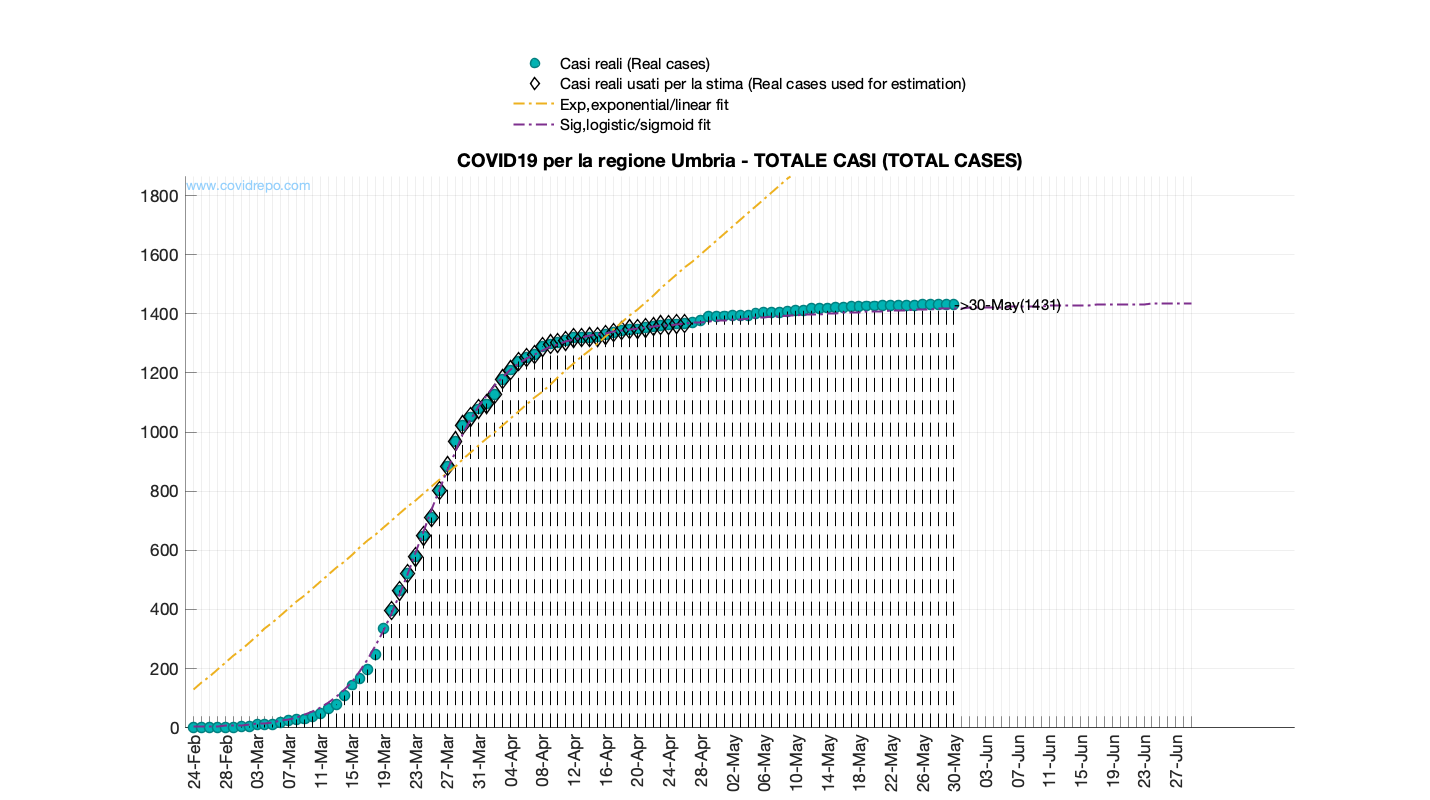 Casi reali (Real cases)
Casi reali usati per la stima (Real cases used for estimation)
Exp,exponential/linear fit
Sig,logistic/sigmoid fit
COVID19 per la regione Umbria - TOTALE CASI (TOTAL CASES)
www.covidrepo.com
1800
1600
1400
1200
1000
800
600
400
200
0
>30-May(1431)
24-Feb
28-Feb
03-Mar
07-Mar
11-Mar
15-Mar
19-Mar
23-Mar
27-Mar
31-Mar
04-Apr
08-Apr
12-Apr
16-Apr
20-Apr
24-Apr
28-Apr
02-May
06-May
10-May
14-May
18-May
22-May
26-May
30-May
03-Jun
07-Jun
11-Jun
15-Jun
19-Jun
23-Jun
27-Jun